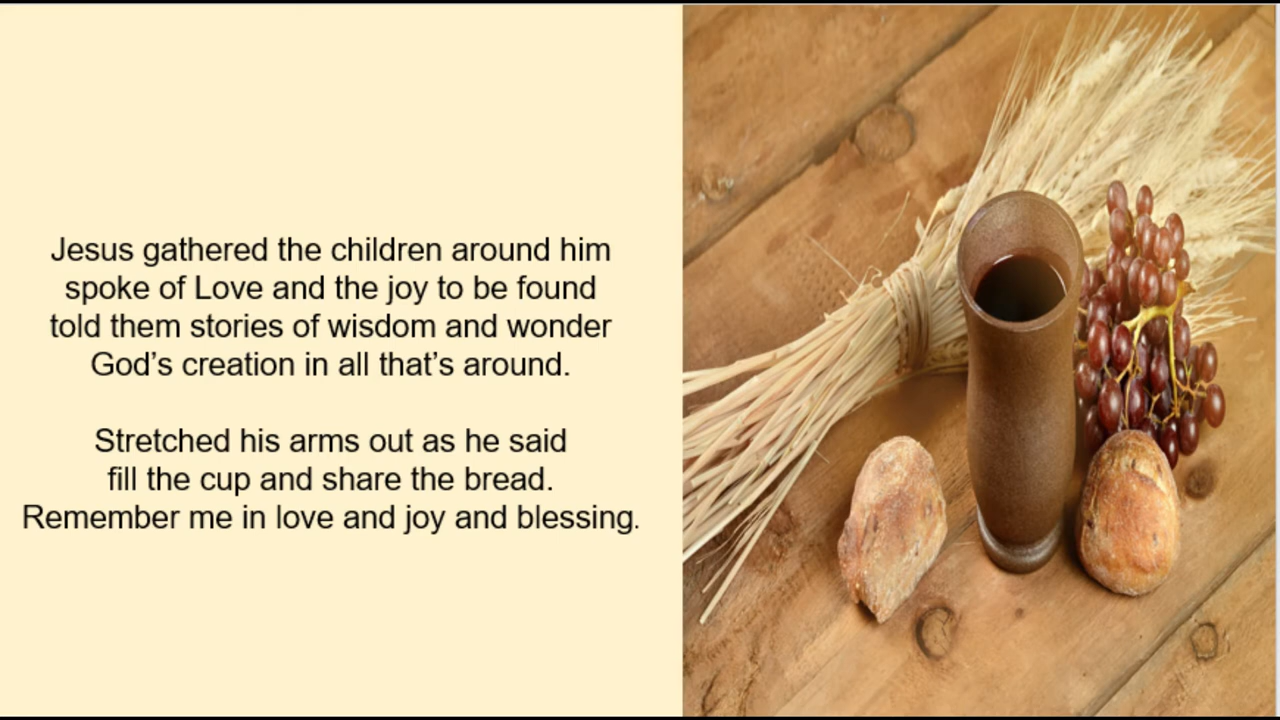 Jesus gathered the children around him
spoke of Love and the joy to be found
told them stories of wisdom and wonder
God’s creation in all that’s around.
Stretched his arms out as he said
fill the cup and share the bread.
Remember me in love and joy and blessing.